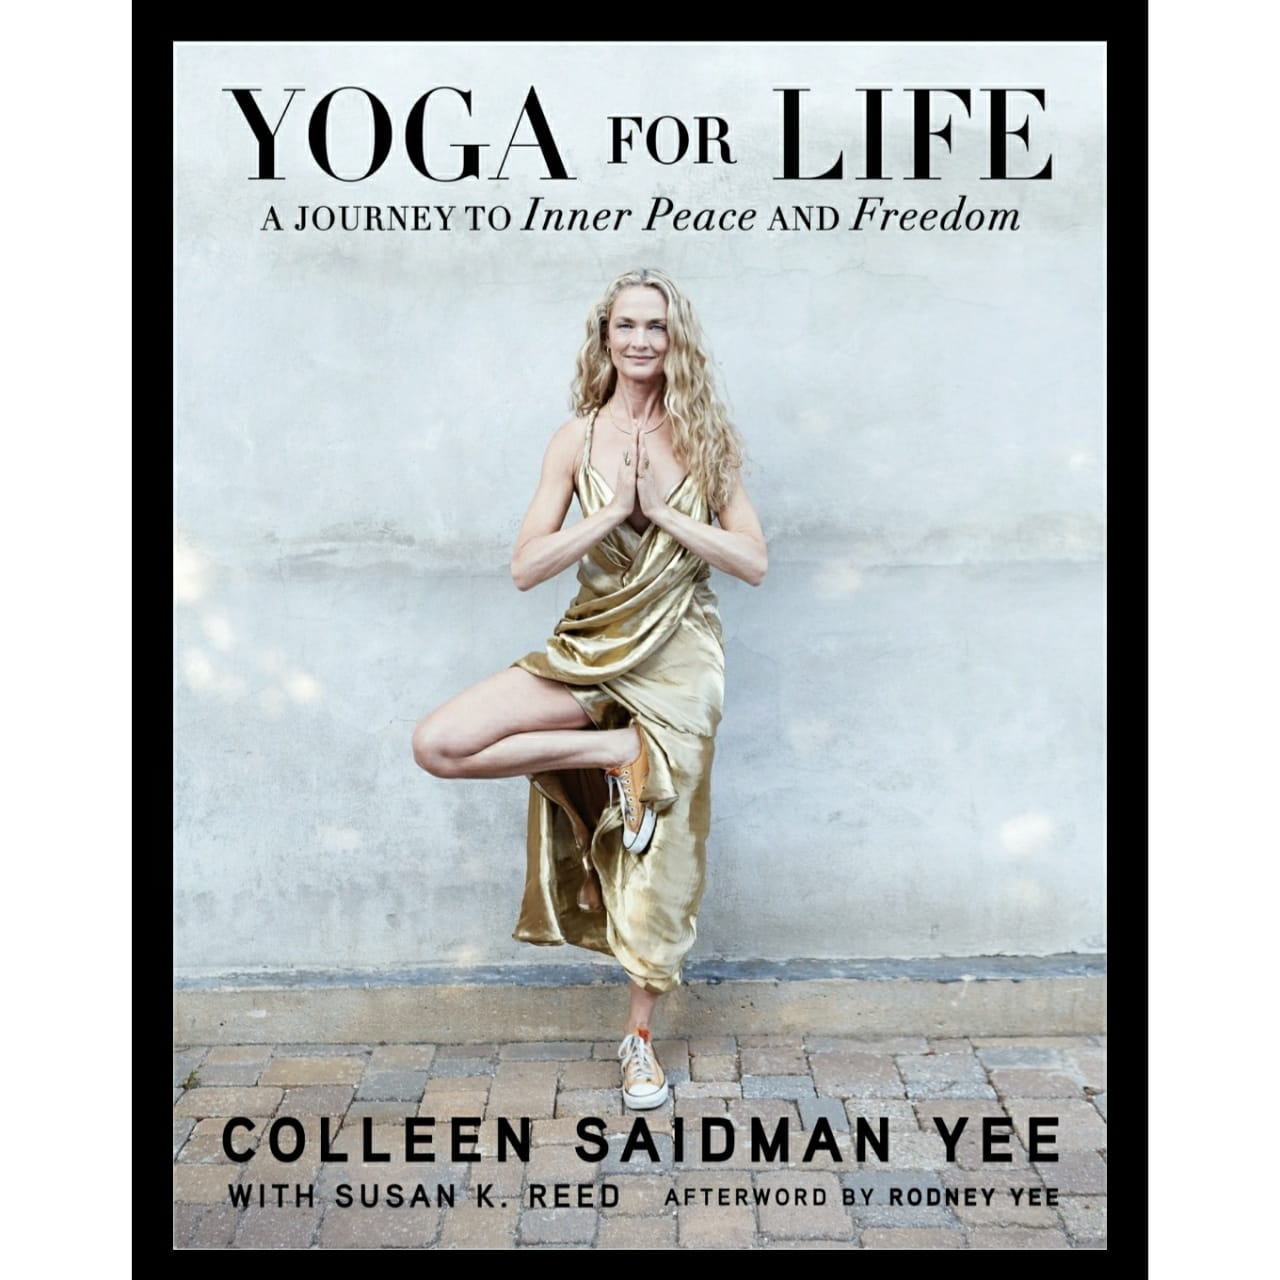 YOGA FOR LIFE
A JOURNEY TO Inner Peace AND Freedom
COLLEEN SAIDMAN YEE
WITH SUSAN K. REED AFTERWORD BY RODNEY YEE